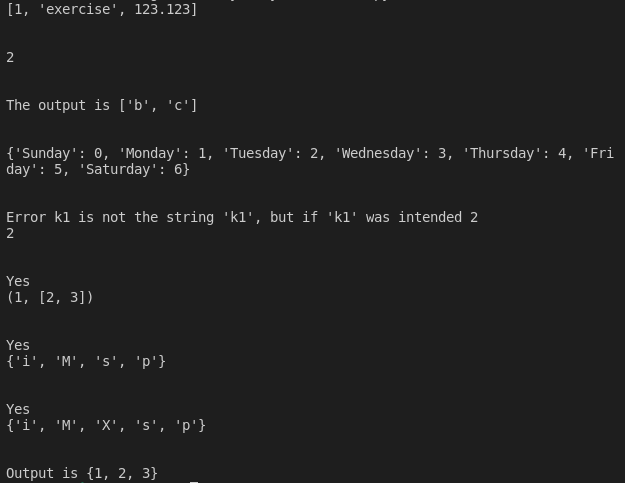 [1, 'exercise', 123.123]
2
The output is ['b', 'c']
{'Sunday': 0, 'Monday': 1, 'Tuesday': 2, 'Wednesday': 3, 'Thursday': 4, 'Fri
day': 5, 'Saturday': 6}
Error k1 is not the string 'k1', but if 'k1' was intended 2
2
Yes
(1, [2, 3])
Yes
{'i', 'M', 's', 'p'}
Yes
{'i', 'M', 'X', 's', 'p'}
Output is {1, 2, 3}